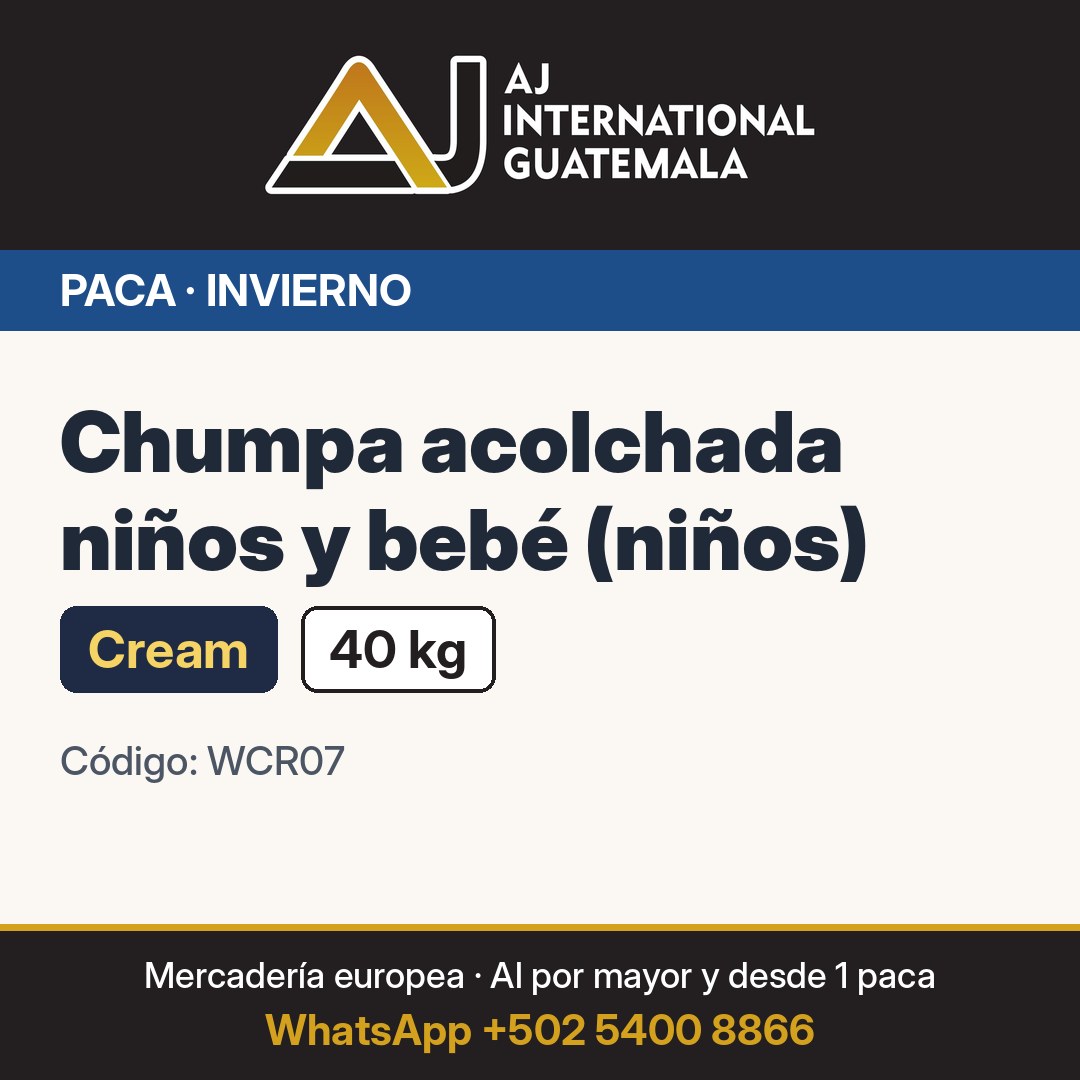 AJ
AJ
INTERNATIONAL
GUATEMALA
PACA · INVIERNO
Chumpa acolchada
niños y bebé (niños)
Cream
40 kg
Código: WCR07
Mercadería europea · Al por mayor y desde 1 paca
WhatsApp +502 5400 8866